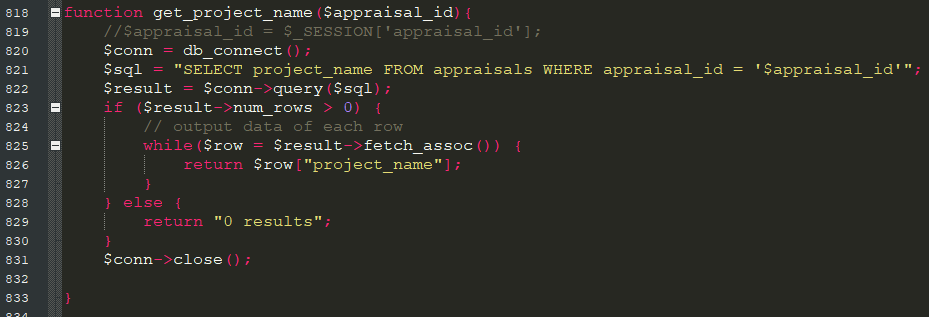 818 function get_project_name($appraisal_id){
819 //$appraisal_id = $_SESSION['appraisal_id'];
820 $conn = db_connect();
821 $sql = "SELECT project_name FROM appraisals WHERE appraisal_id = '$appraisal_id'";
822 $result = $conn->query($sql);
823 if ($result->num_rows > 0) {
824 // output data of each row
825 while($row = $result->fetch_assoc()) {
826 return $row["project_name"];
827 }
828 } else {
829 return "0 results";
830 }
831 $conn->close();
832
833 }
834